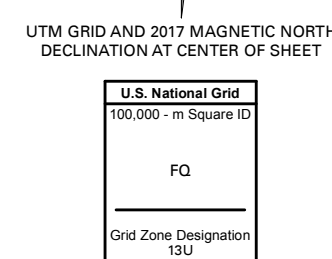 UTM GRID AND 2017 MAGNETIC NORTH
DECLINATION AT CENTER OF SHEET
U.S. National Grid
100,000 - m Square ID
FQ
Grid Zone Designation
13U